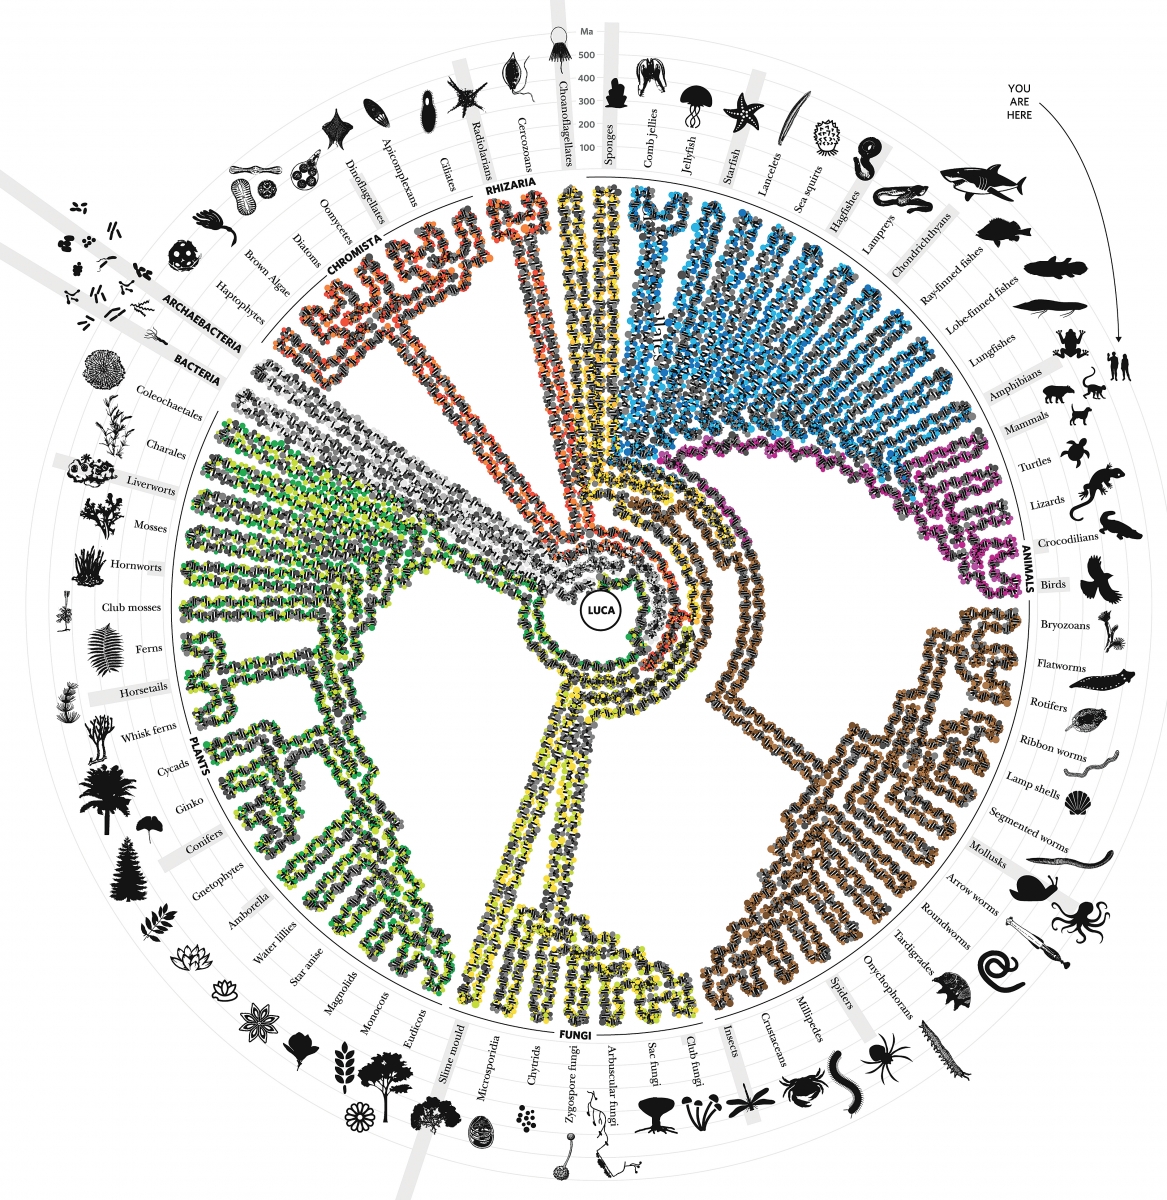 Ma
500
400
300
200
100
YOU
ARE
HERE
Choanoflagellates
Sponges
Comb jellies
Jellyfish
Starfish
Lancelets
Sea squirts
Hagfishes
Lampreys
Chondrichthyans
Ray-finned fishes
Lobe-finned fishes
Lungfishes
Amphibians
Mammals
Turtles
Lizards
Crocodilians
Birds
ANIMALS
Bryozoans
Flatworms
Rotifers
Ribbon worms
Lamp shells
Segmented worms
Mollusks
Arrow worms
Roundworms
Tardigrades
Onychophorans
Spiders
Millipedes
Crustaceans
Insects
Club fungi
Sac fungi
Arbuscular fungi
Zygospore fungi
FUNGI
Chytrids
Microsporidia
Slime mould
Eudicots
Monocots
Magnolids
Star anise
Water lillies
Amborella
Gnetophytes
Conifers
Ginko
Cycads
PLANTS
Whisk ferns
Horsetails
Ferns
Club mosses
Hornworts
Mosses
Liverworts
Charales
Coleochaetales
BACTERIA
ARCHAEBACTERIA
Haptophytes
Brown Algae
Diatoms
Oomycetes
CHROMISTA
Dinoflagellates
Apicomplexans
Ciliates
Radiolarians
Cercozoans
RHIZARIA
LUCA